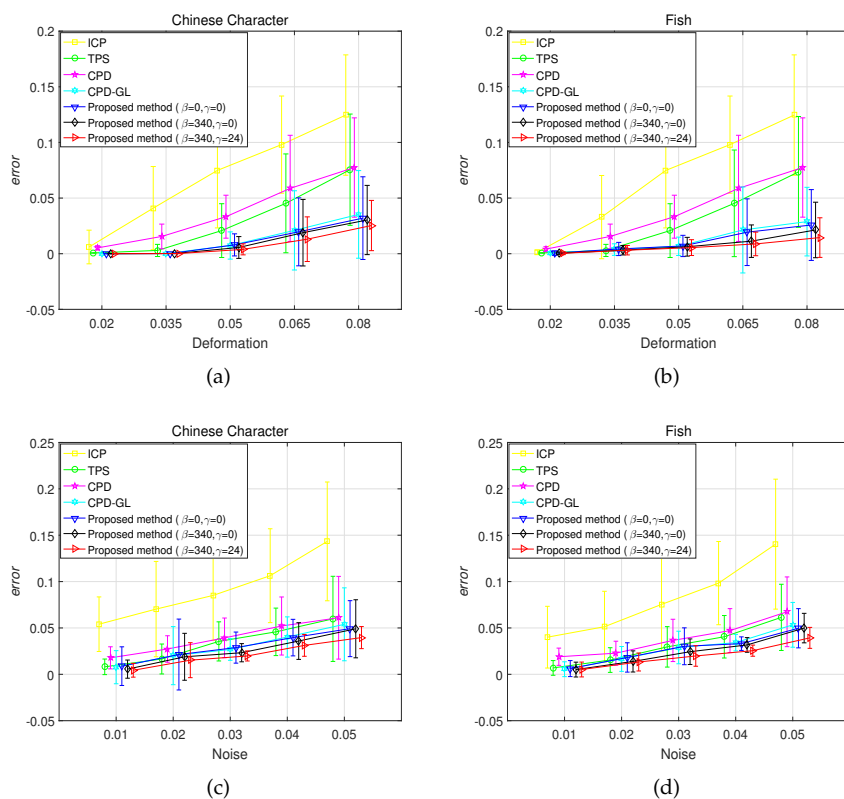 Chinese Character
0.2
0.15
0.1
0.05
0
-0.05
error
ICP
TPS
CPD
CPD-GL
Proposed method ( β=0,γ=0)
Proposed method ( β=340,γ=0)
Proposed method ( β=340,γ=24)
0.02 0.035 0.05 0.065 0.08
Deformation
(a)
Fish
0.2
0.15
0.1
0.05
0
-0.05
error
ICP
TPS
CPD
CPD-GL
Proposed method ( β=0,γ=0)
Proposed method ( β=340,γ=0)
Proposed method ( β=340,γ=24)
0.02 0.035 0.05 0.065 0.08
Deformation
(b)
Chinese Character
0.25
0.2
0.15
0.1
0.05
0
-0.05
error
ICP
TPS
CPD
CPD-GL
Proposed method ( β=0,γ=0)
Proposed method ( β=340,γ=0)
Proposed method ( β=340,γ=24)
0.01 0.02 0.03 0.04 0.05
Noise
(c)
Fish
0.25
0.2
0.15
0.1
0.05
0
-0.05
error
ICP
TPS
CPD
CPD-GL
Proposed method ( β=0,γ=0)
Proposed method ( β=340,γ=0)
Proposed method ( β=340,γ=24)
0.01 0.02 0.03 0.04 0.05
Noise
(d)